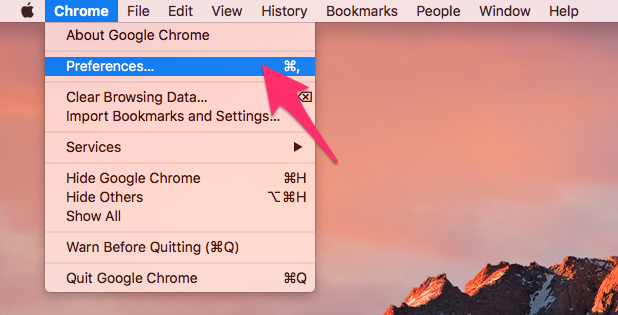 Chrome File Edit View History Bookmarks People Window Help
About Google Chrome
Preferences... ⌘,
Clear Browsing Data... ⌫
Import Bookmarks and Settings...
Services ▶
Hide Google Chrome ⌘H
Hide Others ⌥⌘H
Show All
Warn Before Quitting (⌘Q)
Quit Google Chrome ⌘Q